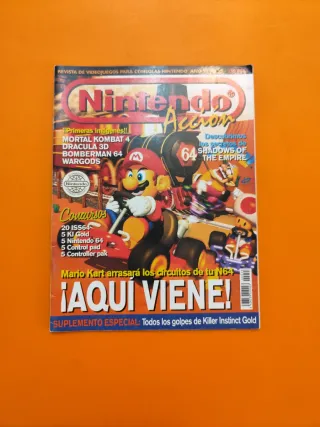 REVISTA DE VIDEOJUEGOS PARA CONSOLAS NINTENDO
Nintendo
Acción
¡Primeras imágenes!!
MORTAL KOMBAT 4
DRACULA 3D
BOMBERMAN 64
WARGODS
Descubrimos
SHADOWS OF
THE EMPIRE
64
Nintendo
Concursos
20 ISS64
5 KI Gold
5 Nintendo 64
5 Control pad
5 Controller pak
Mario Kart arrasará los circuitos de tu N64
¡AQUÍ VIENE!
SUPLEMENTO ESPECIAL: Todos los golpes de Killer Instinct Gold